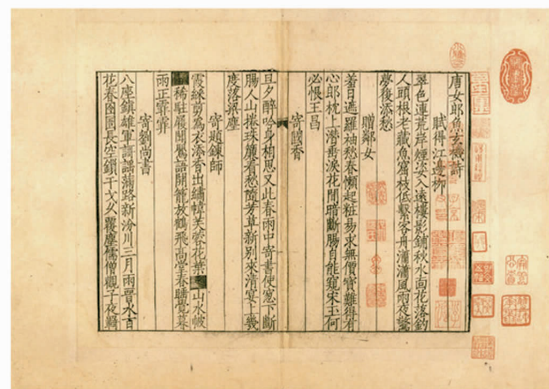 唐女郎魚玄機詩
賦得江邊柳
翠色連荒岸煙姿入遠樓影鋪秋水面花落釣
人頭根老藏魚窟枝低繫客舟瀟瀟風雨夜驚
夢復添愁
贈鄰女
羞日遮羅袖愁春懶起粧易求無價寶難得有
心郎枕上潛垂淚花間暗斷腸自能窺宋玉何
必恨王昌
寄國香
旦夕醉吟身相思又此春雨中寄書使窓下斷
腸人山捲珠簾看愁隨芳草新別來清宴上幾
度落梁塵
寄題鍊師
霞綵剪為衣添香出繡幃芙蓉花葉山水帔
稀駐履聞鶯語開籠放鶴飛高堂春睡覺暮
雨正霏霏
寄劉尚書
八座鎮雄軍歌謠滿路新汾川三月雨晉水百
花春囹圄長空鎖干戈久覆塵儒僧觀子夜羇